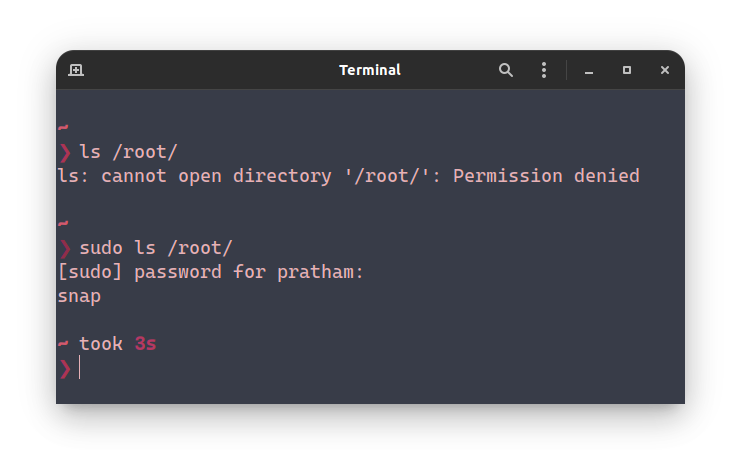 Terminal
~
❯ ls /root/
ls: cannot open directory '/root/': Permission denied
~
❯ sudo ls /root/
[sudo] password for pratham:
snap
~ took 3s
❯